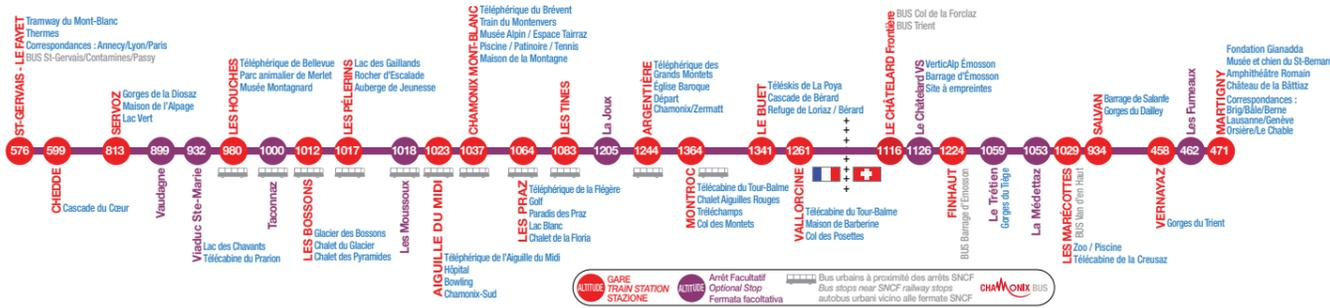 ST-GERVAIS - LE FAYET
Tramway du Mont-Blanc
Thermes
Correspondances : Annecy/Lyon/Paris
BUS St-Gervais/Contamines/Passy
576
599
CHEDDE
Cascade du Cœur
SERVOZ
Gorges de la Diosaz
Maison de l'Alpage
Lac Vert
813
899
Vaudagne
932
Viaduc Ste-Marie
Lac des Chavants
Télécabine du Prarion
LES HOUCHES
Téléphérique de Bellevue
Parc animalier de Merlet
Musée Montagnard
980
1000
Taconnaz
1012
LES BOSSONS
Glacier des Bossons
Chalet du Glacier
Chalet des Pyramides
LES PÉLERINS
Lac des Gaillands
Rocher d'Escalade
Auberge de Jeunesse
1017
1018
Les Moussoux
1023
AIGUILLE DU MIDI
Téléphérique de l'Aiguille du Midi
Hôpital
Bowling
Chamonix-Sud
CHAMONIX MONT-BLANC
Téléphérique du Brévent
Train du Montenvers
Musée Alpin / Espace Tairraz
Piscine / Patinoire / Tennis
Maison de la Montagne
1037
1064
LES PRAZ
Téléphérique de la Flégère
Golf
Paradis des Praz
Lac Blanc
Chalet de la Floria
LES TINES
1083
La Joux
1205
ARGENTIÈRE
Téléphérique des
Grands Montets
Église Baroque
Départ
Chamonix/Zermatt
1244
1364
MONTROC
Télécabine du Tour-Balme
Chalet Aiguilles Rouges
Tréléchamps
Col des Montets
LE BUET
Téléskis de La Poya
Cascade de Bérard
Refuge de Loriaz / Bérard
1341
1261
VALLORCINE
Télécabine du Tour-Balme
Maison de Barberine
Col des Posettes
LE CHÂTELARD Frontière
BUS Col de la Forclaz
BUS Trient
1116
Le Châtelard VS
VerticAlp Émosson
Barrage d'Émosson
Site à empreintes
1126
1224
FINHAUT
BUS Barrage d'Emosson
1059
Le Trétien
Gorges du Triège
1053
La Médettaz
1029
LES MARÉCOTTES
BUS Van d'en Haut
Zoo / Piscine
Télécabine de la Creusaz
SALVAN
Barrage de Salanfe
Gorges du Dailley
934
458
VERNAYAZ
Gorges du Trient
Les Fumeaux
462
MARTIGNY
Fondation Gianadda
Musée et chien du St-Bernan
Amphithéâtre Romain
Château de la Bâttiaz
Correspondances :
Brig/Bâle/Berne
Lausanne/Genève
Orsière/Le Chable
471
ALTITUDE
GARE
TRAIN STATION
STAZIONE
ALTITUDE
Arrêt Facultatif
Optional Stop
Fermata facoltativa
Bus urbains à proximité des arrêts SNCF
Bus stops near SNCF railway stops
autobus urbani vicino alle fermate SNCF
CHAMONIX BUS